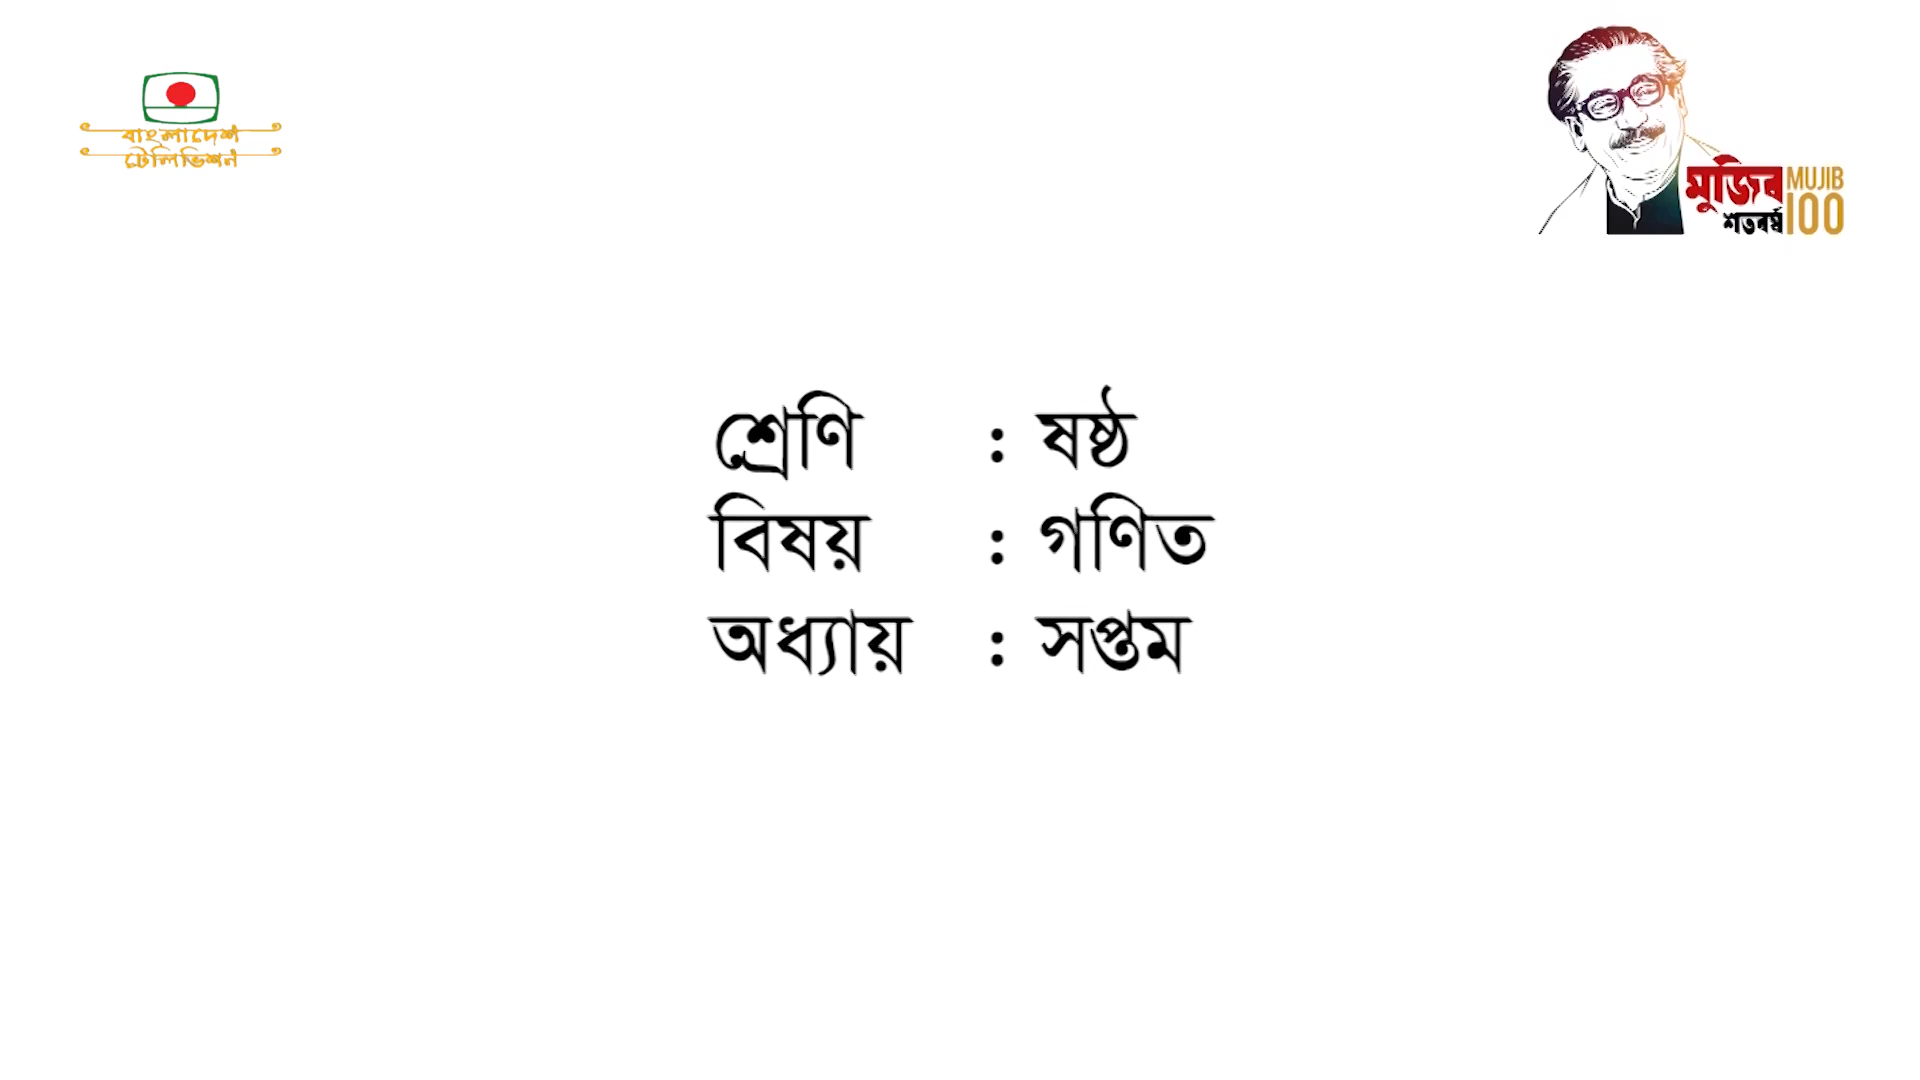 বাংলাদেশ
টেলিভিশন
মুজিব MUJIB
শতবর্ষ 100
শ্রেণি : ষষ্ঠ
বিষয় : গণিত
অধ্যায় : সপ্তম